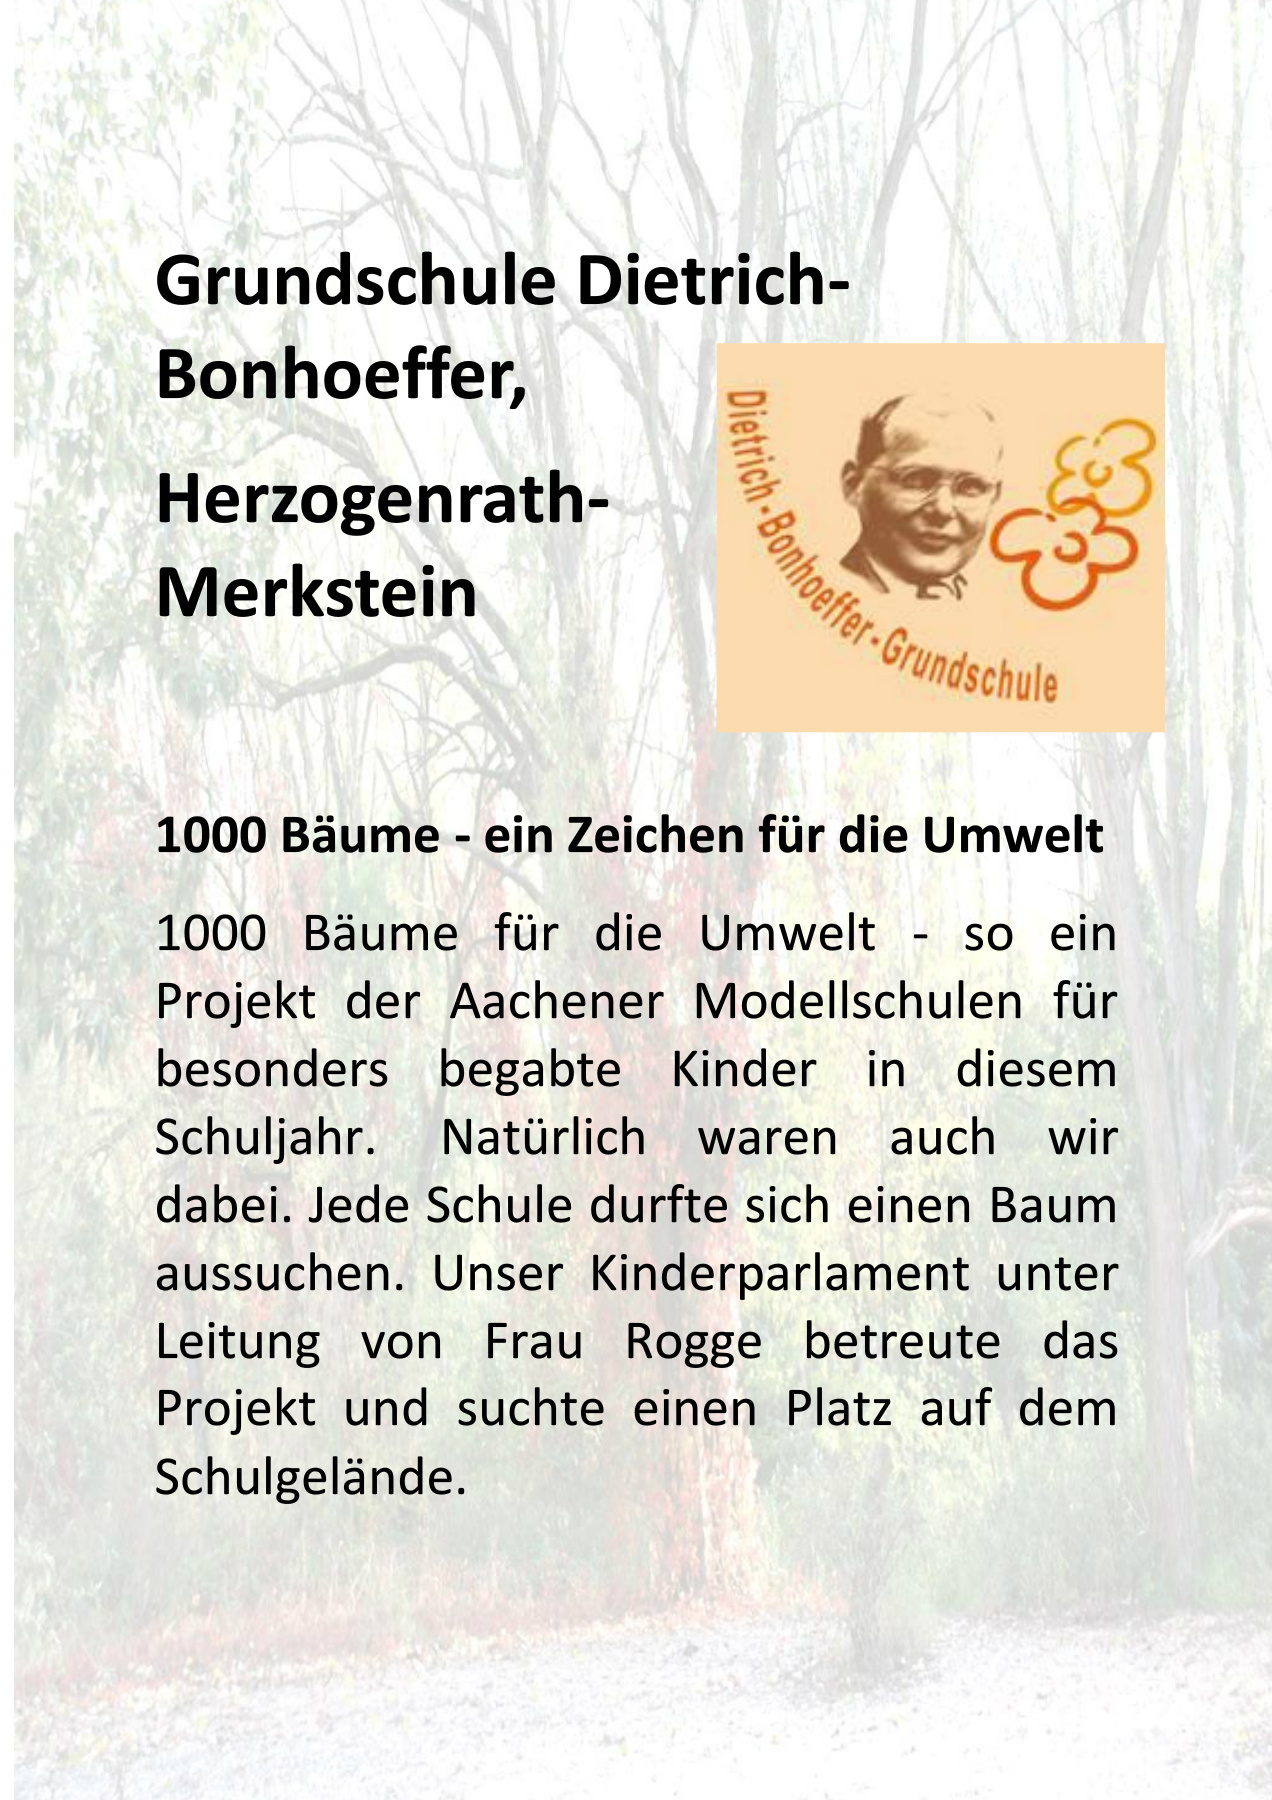 Grundschule Dietrich-
Bonhoeffer,
Herzogenrath-
Merkstein
Dietrich-Bonhoeffer-Grundschule
1000 Bäume - ein Zeichen für die Umwelt
1000 Bäume für die Umwelt - so ein
Projekt der Aachener Modellschulen für
besonders begabte Kinder in diesem
Schuljahr. Natürlich waren auch wir
dabei. Jede Schule durfte sich einen Baum
aussuchen. Unser Kinderparlament unter
Leitung von Frau Rogge betreute das
Projekt und suchte einen Platz auf dem
Schulgelände.